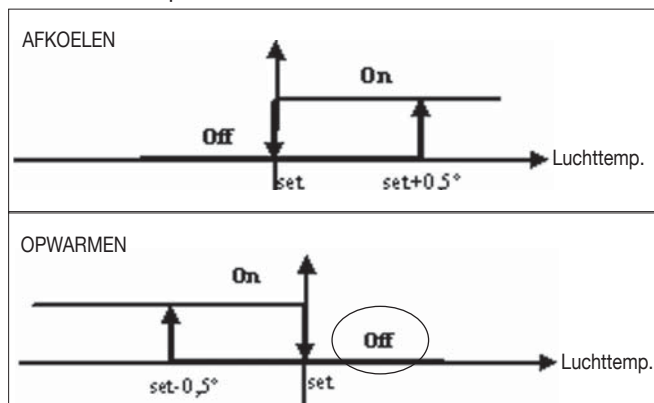 AFKOELEN
On
Off
Luchttemp.
set
set+0,5°
OPWARMEN
On
Off
Luchttemp.
set-0,5°
set